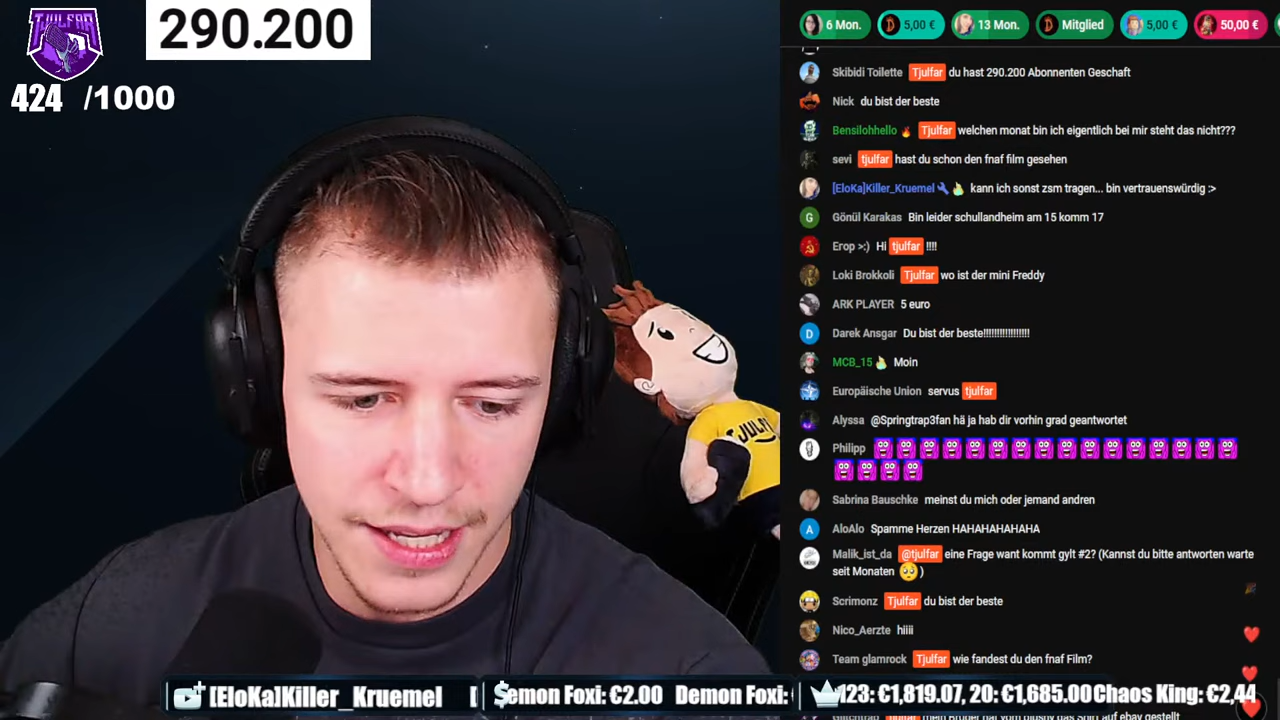 TJULFAR
290.200
424 /1000
6 Mon.
5,00 €
13 Mon.
Mitglied
5,00 €
50,00 €
Skibidi Toilette Tjulfar du hast 290.200 Abonnenten Geschaft
Nick du bist der beste
Bensilohhello Tjulfar welchen monat bin ich eigentlich bei mir steht das nicht???
sevi tjulfar hast du schon den fnaf film gesehen
[EloKa]Killer_Kruemel kann ich sonst zsm tragen... bin vertrauenswürdig :>
G Gönül Karakas Bin leider schullandheim am 15 komm 17
Erop >:) Hi tjulfar !!!!
Loki Brokkoli Tjulfar wo ist der mini Freddy
ARK PLAYER 5 euro
D Darek Ansgar Du bist der beste!!!!!!!!!!!!!!!!!
MCB_15 Moin
Europäische Union servus tjulfar
Alyssa @Springtrap3fan hä ja hab dir vorhin grad geantwortet
Philipp
Sabrina Bauschke meinst du mich oder jemand andren
A AloAlo Spamme Herzen HAHAHAHAHAHA
Malik_ist_da @tjulfar eine Frage want kommt gylt #2? (Kannst du bitte antworten warte
seit Monaten 🥺 )
Scrimonz Tjulfar du bist der beste
Nico_Aerzte hiiii
Team glamrock Tjulfar wie fandest du den fnaf Film?
[EloKa]Killer_Kruemel [
$emon Foxi: €2.00 Demon Foxi:
123: €1,819.07, 20: €1,685.00Chaos King: €2,44